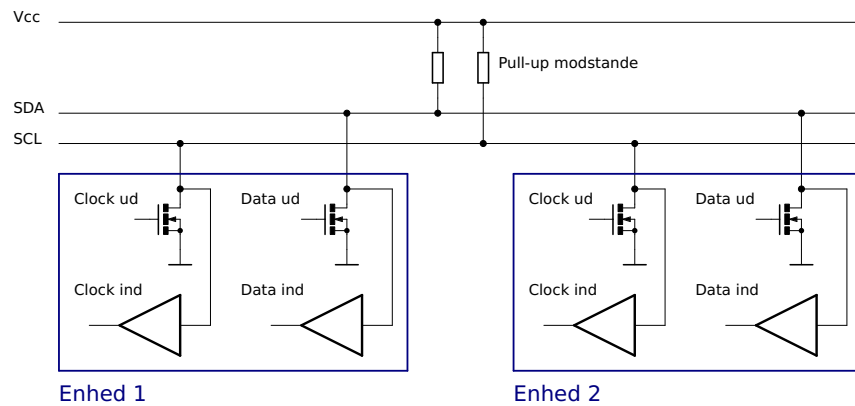 Vcc
Pull-up modstande
SDA
SCL
Clock ud
Data ud
Clock ud
Data ud
Clock ind
Data ind
Clock ind
Data ind
Enhed 1
Enhed 2